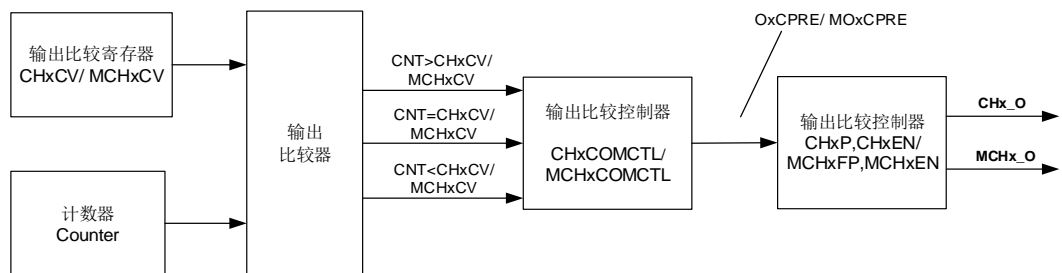 输出比较寄存器
CHxCV/ MCHxCV
计数器
Counter
输出
比较器
CNT>CHxCV/
MCHxCV
CNT=CHxCV/
MCHxCV
CNT<CHxCV/
MCHxCV
输出比较控制器
CHxCOMCTL/
MCHxCOMCTL
OxCPRE/ MOxCPRE
输出比较控制器
CHxP,CHxEN/
MCHxFP,MCHxEN
CHx_O
MCHx_O